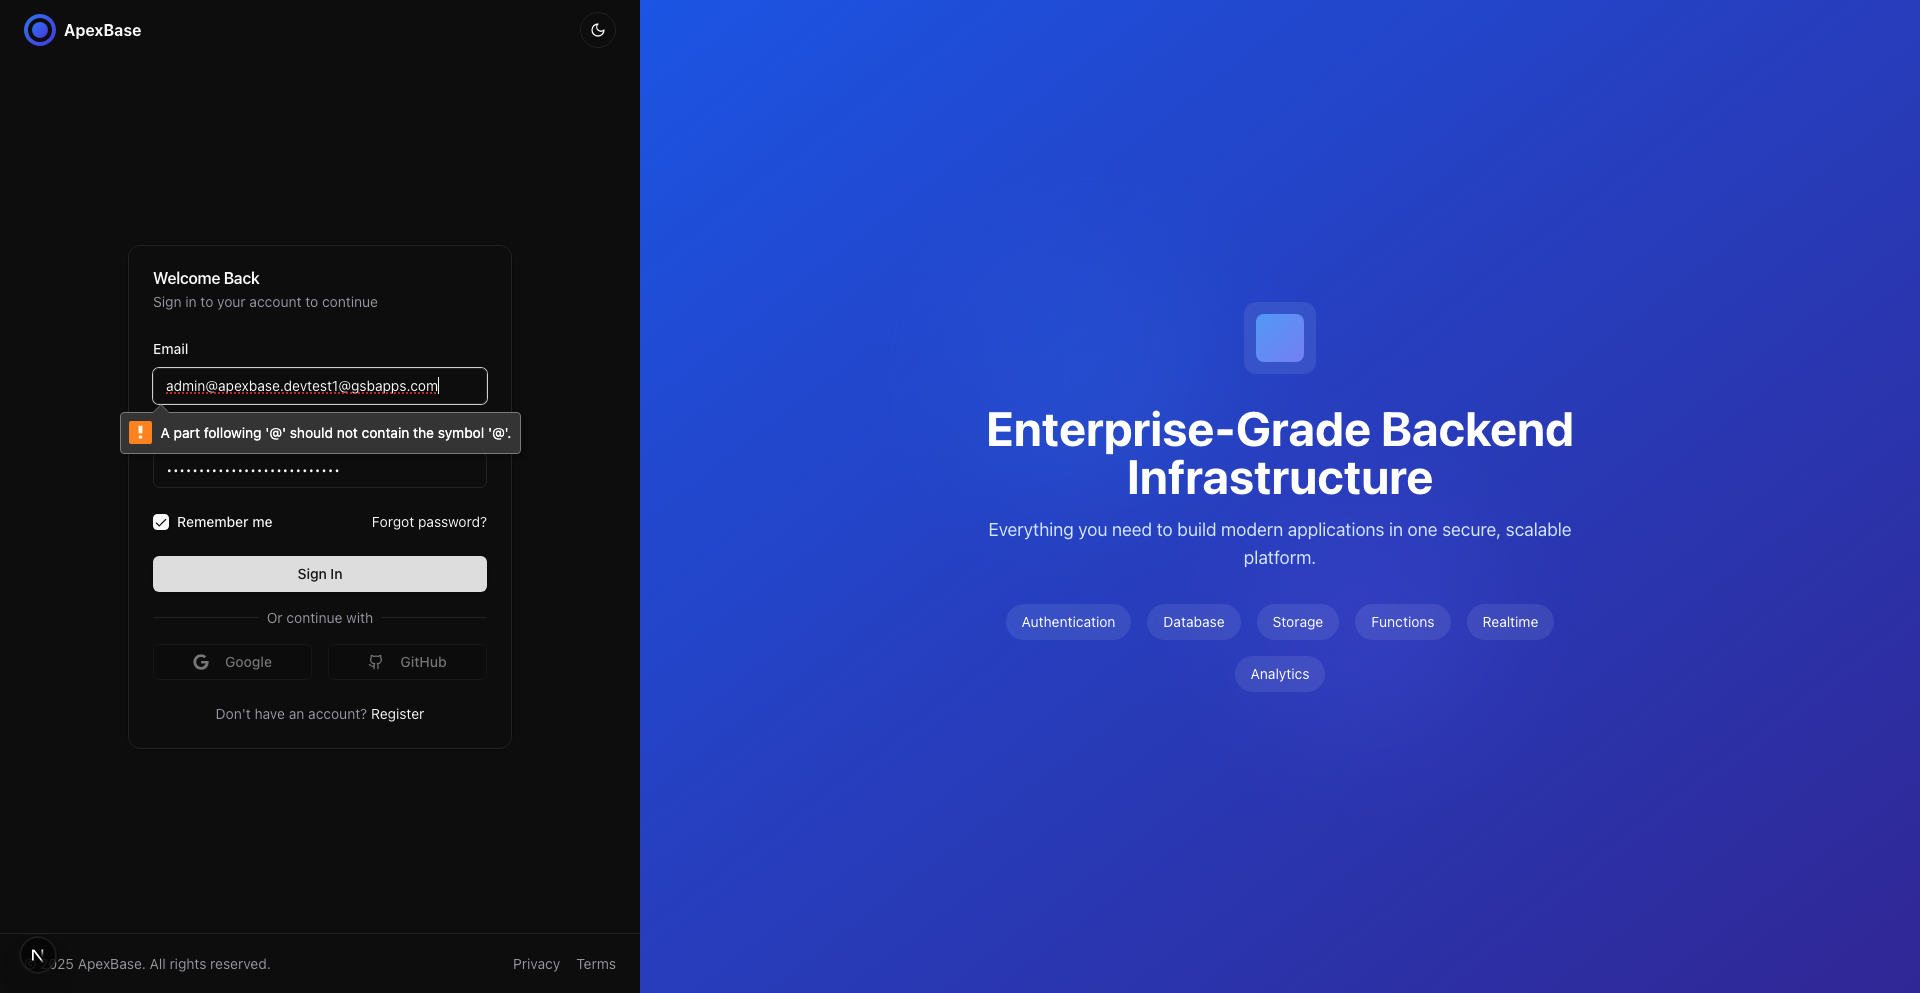 ApexBase
Welcome Back
Sign in to your account to continue
Email
admin@apexbase.devtest1@gsbapps.com
! A part following '@' should not contain the symbol '@'.
Remember me
Forgot password?
Sign In
Or continue with
Google
GitHub
Don't have an account? Register
025 ApexBase. All rights reserved.
Privacy
Terms
N
Enterprise-Grade Backend
Infrastructure
Everything you need to build modern applications in one secure, scalable
platform.
Authentication
Database
Storage
Functions
Realtime
Analytics